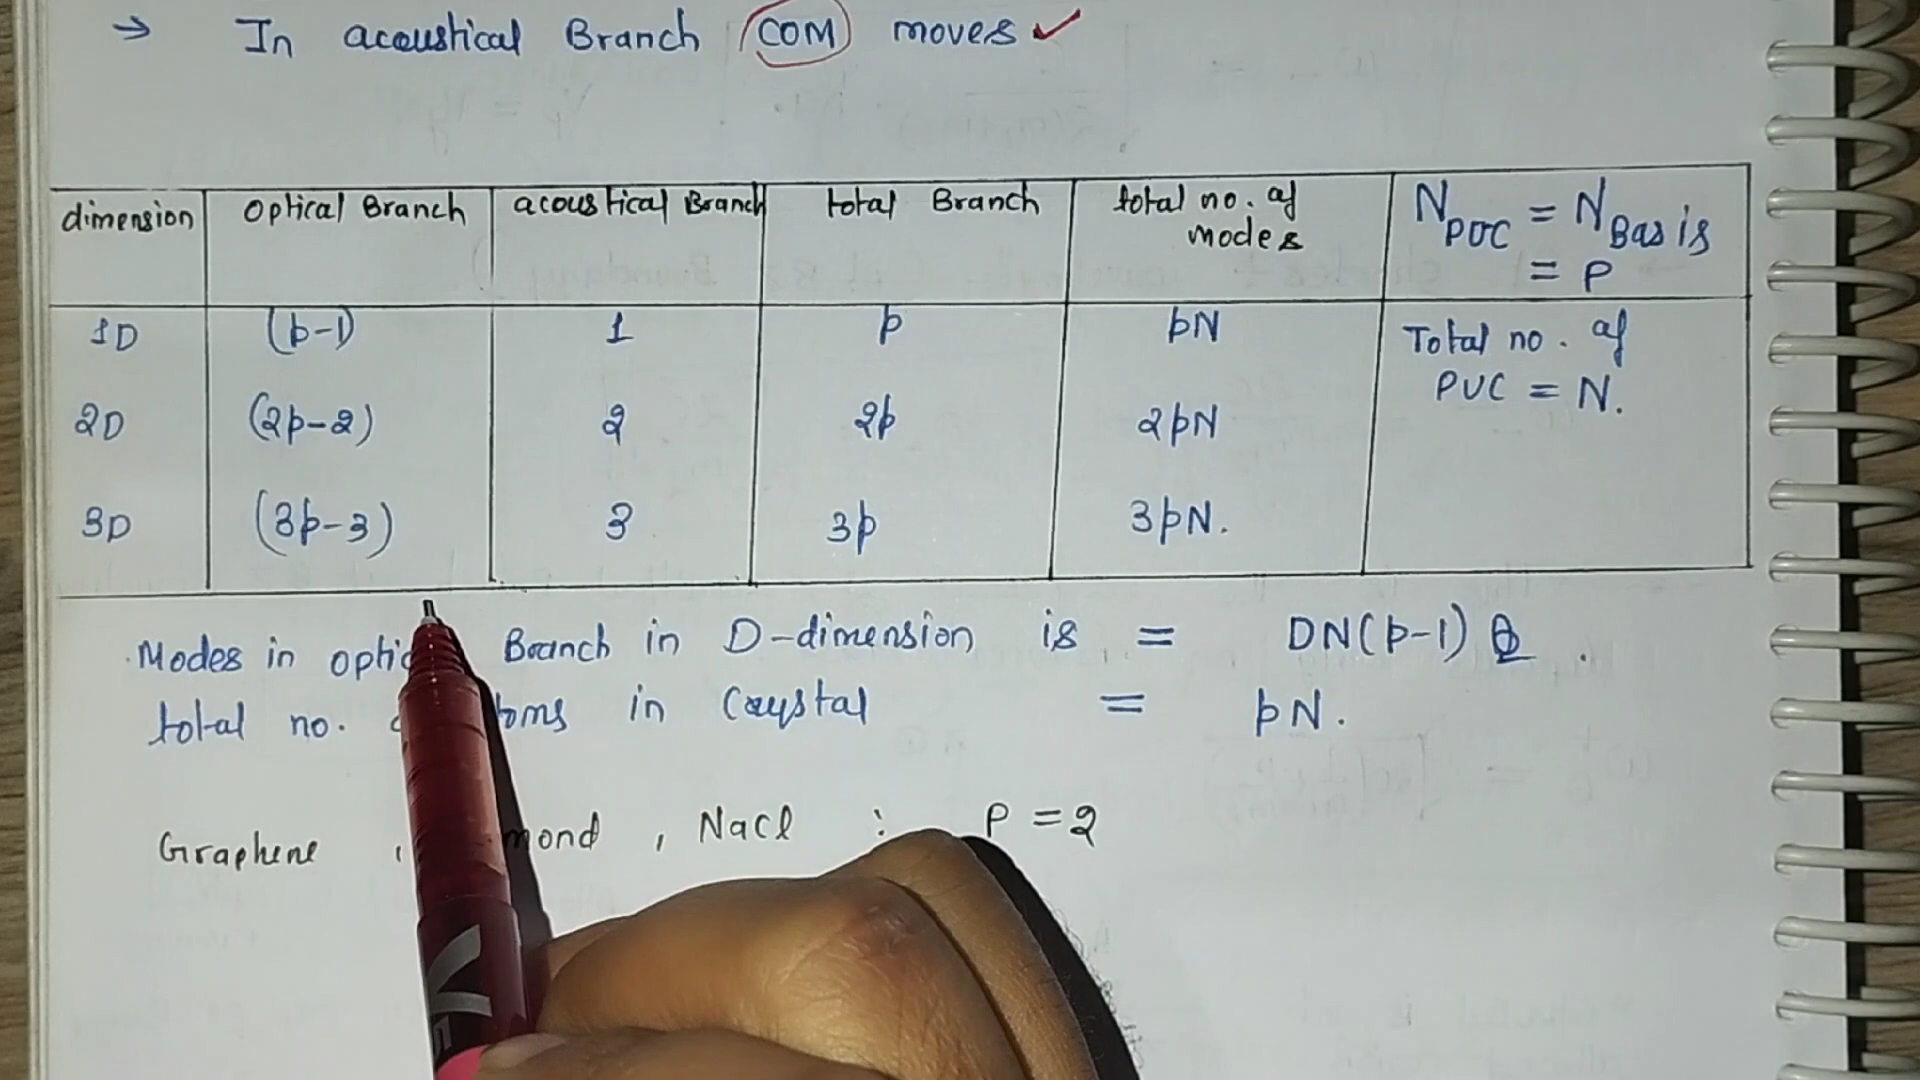 → In acoustical Branch COM moves ✓
dimension | Optical Branch | acoustical Branch | total Branch | total no. of modes | N_PUC = N_Basis = P
1D | (p-1) | 1 | p | pN | Total no. of PUC = N.
2D | (2p-2) | 2 | 2p | 2pN
3D | (3p-3) | 3 | 3p | 3pN.
Modes in Branch in D-dimension is = DN(p-1)
total no. in Crystal = pN.
Graphene , , NaCl : P = 2